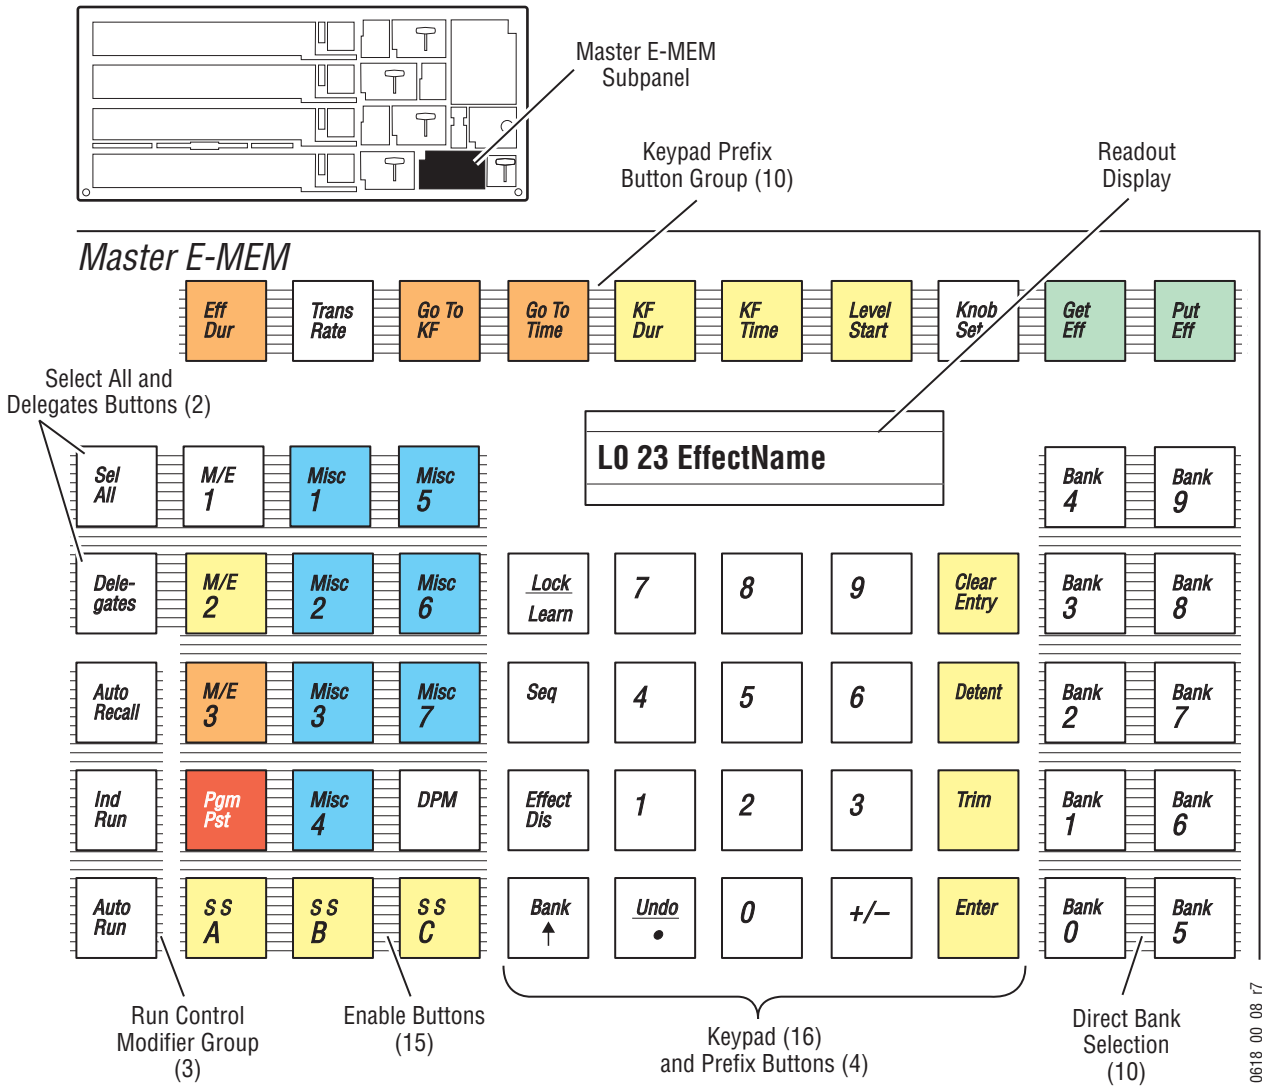 Master E-MEM
Subpanel
Keypad Prefix
Button Group (10)
Readout
Display
Master E-MEM
Eff
Dur
Trans
Rate
Go To
KF
Go To
Time
KF
Dur
KF
Time
Level
Start
Knob
Set
Get
Eff
Put
Eff
Select All and
Delegates Buttons (2)
L0 23 EffectName
Sel
All
M/E
1
Misc
1
Misc
5
Bank
4
Bank
9
Dele-
gates
M/E
2
Misc
2
Misc
6
Lock
Learn
7
8
9
Clear
Entry
Bank
3
Bank
8
Auto
Recall
M/E
3
Misc
3
Misc
7
Seq
4
5
6
Detent
Bank
2
Bank
7
Ind
Run
Pgm
Pst
Misc
4
DPM
Effect
Dis
1
2
3
Trim
Bank
1
Bank
6
Auto
Run
S S
A
S S
B
S S
C
Bank
Undo
0
+/–
Enter
Bank
0
Bank
5
Run Control
Modifier Group
(3)
Enable Buttons
(15)
Keypad (16)
and Prefix Buttons (4)
Direct Bank
Selection
(10)
0618_00_08_r7